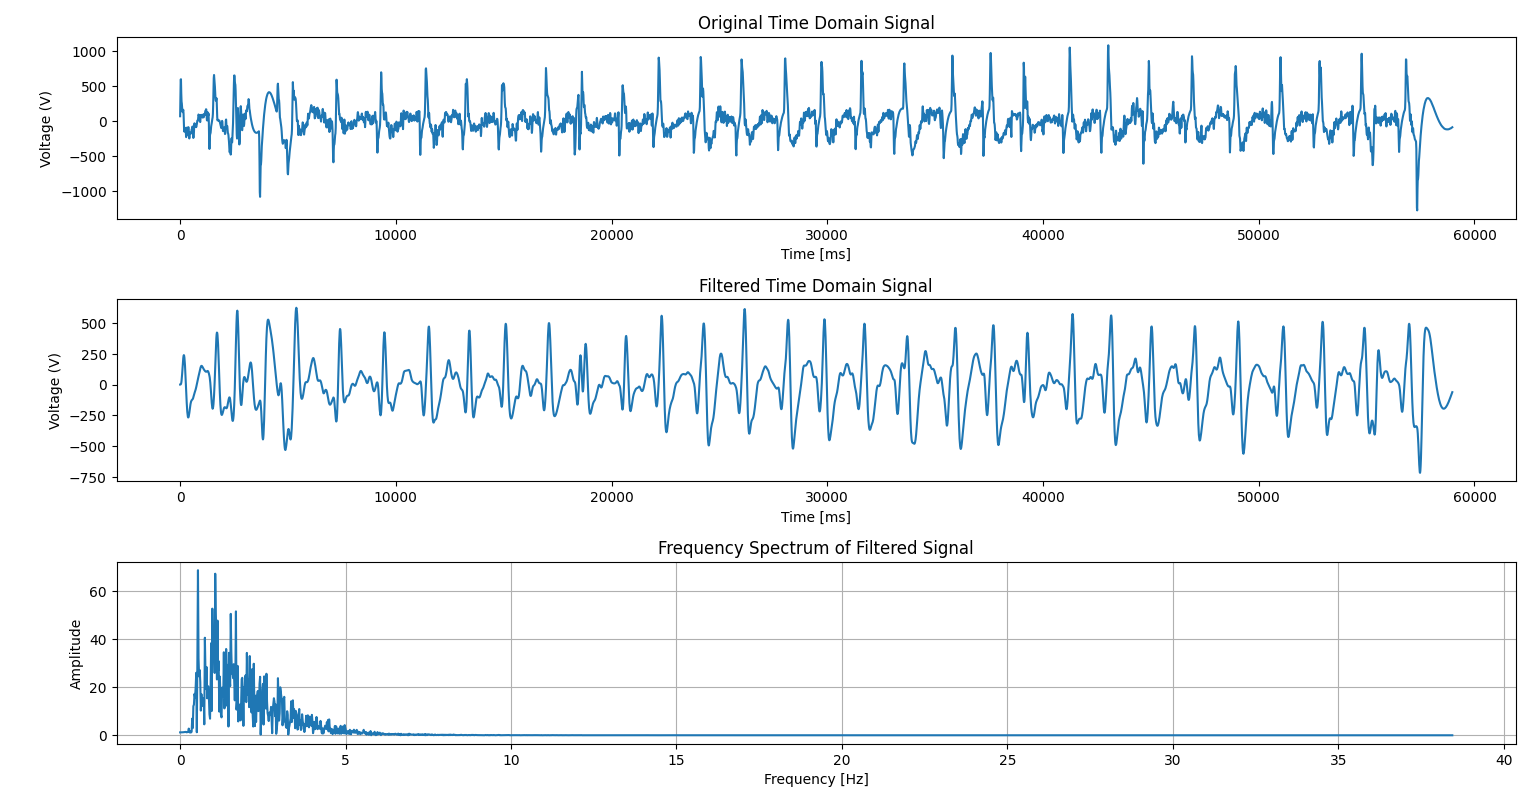 Original Time Domain Signal
Voltage (V)
1000
500
0
−500
−1000
0 10000 20000 30000 40000 50000 60000
Time [ms]
Filtered Time Domain Signal
Voltage (V)
500
250
0
−250
−500
−750
0 10000 20000 30000 40000 50000 60000
Time [ms]
Frequency Spectrum of Filtered Signal
Amplitude
60
40
20
0
0 5 10 15 20 25 30 35 40
Frequency [Hz]